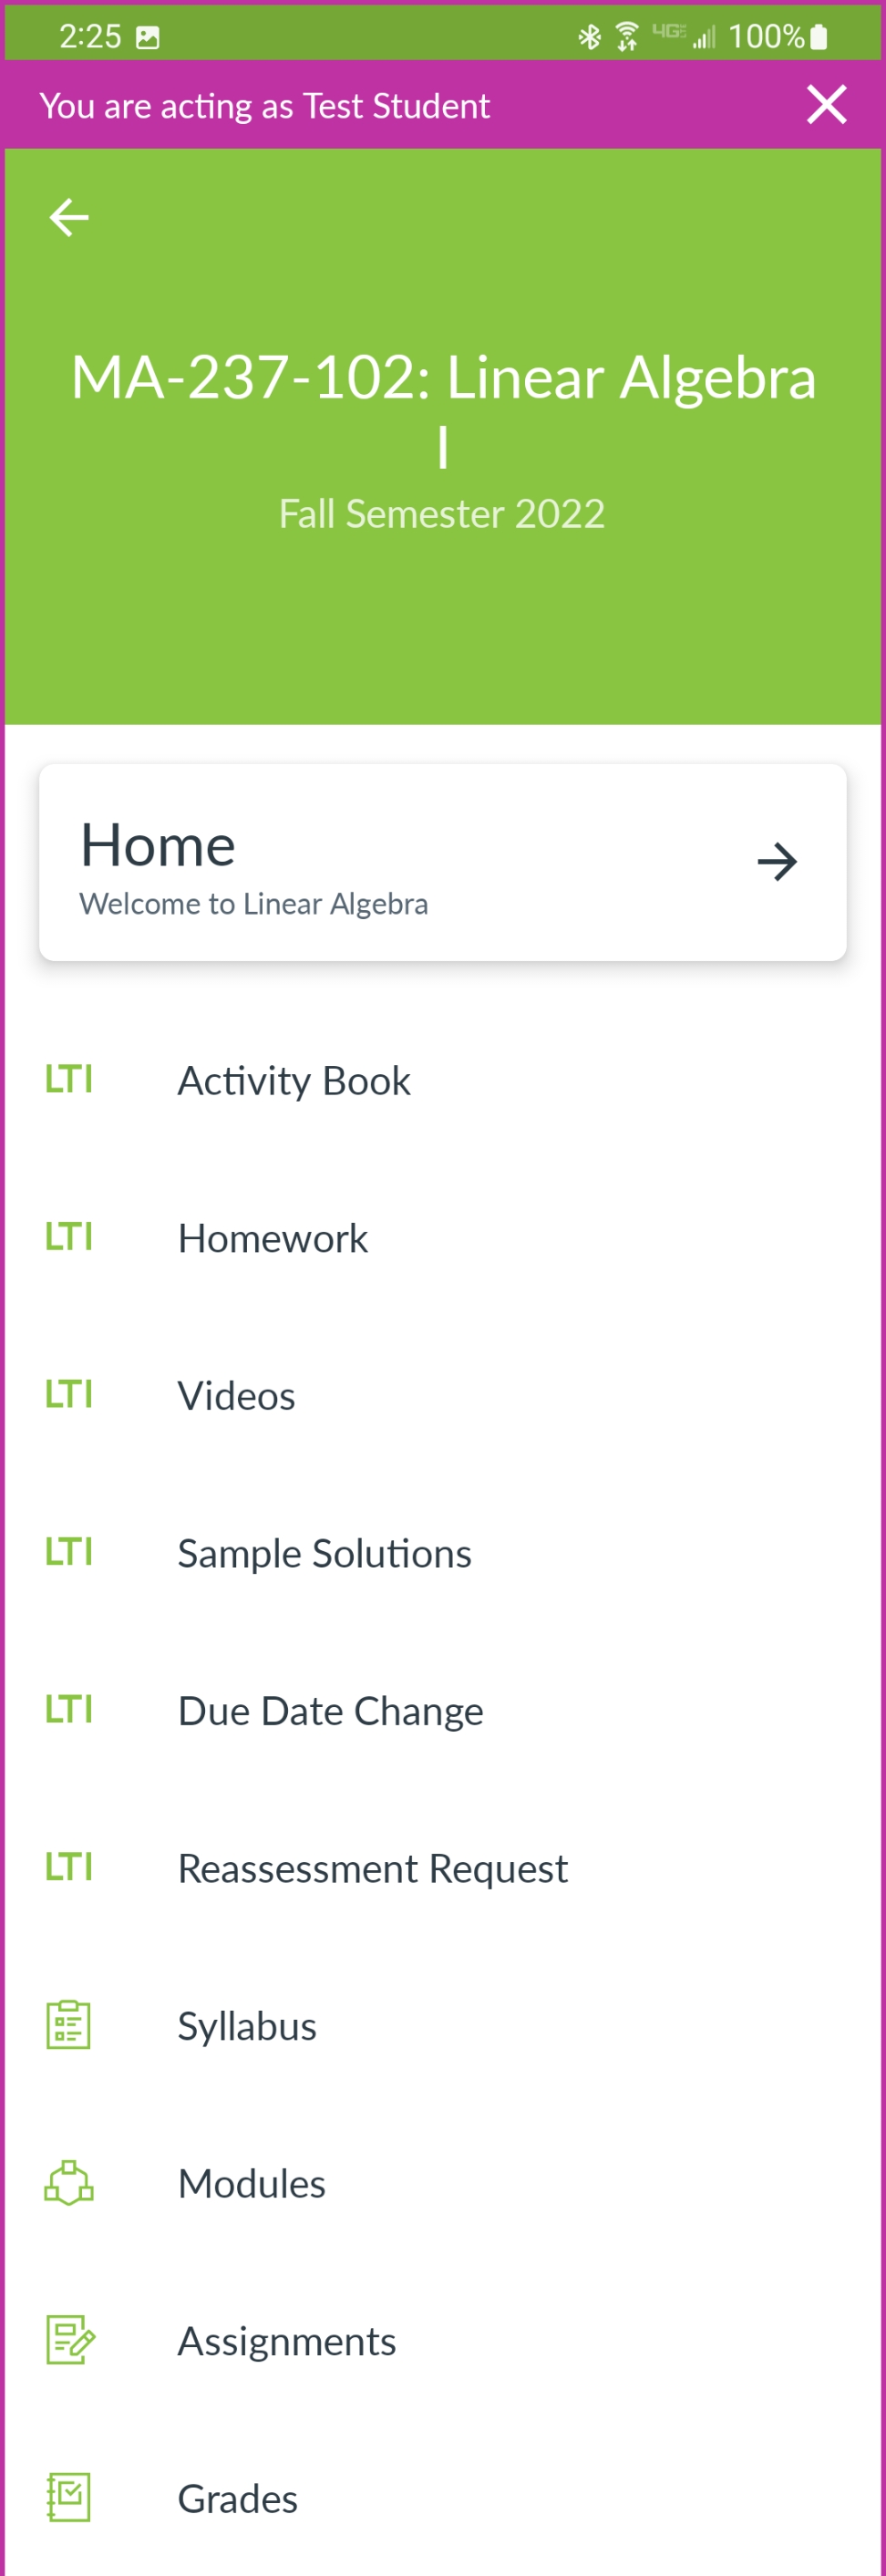 2:25 4G 100%
You are acting as Test Student
MA-237-102: Linear Algebra
I
Fall Semester 2022
Home
Welcome to Linear Algebra
LTI Activity Book
LTI Homework
LTI Videos
LTI Sample Solutions
LTI Due Date Change
LTI Reassessment Request
Syllabus
Modules
Assignments
Grades